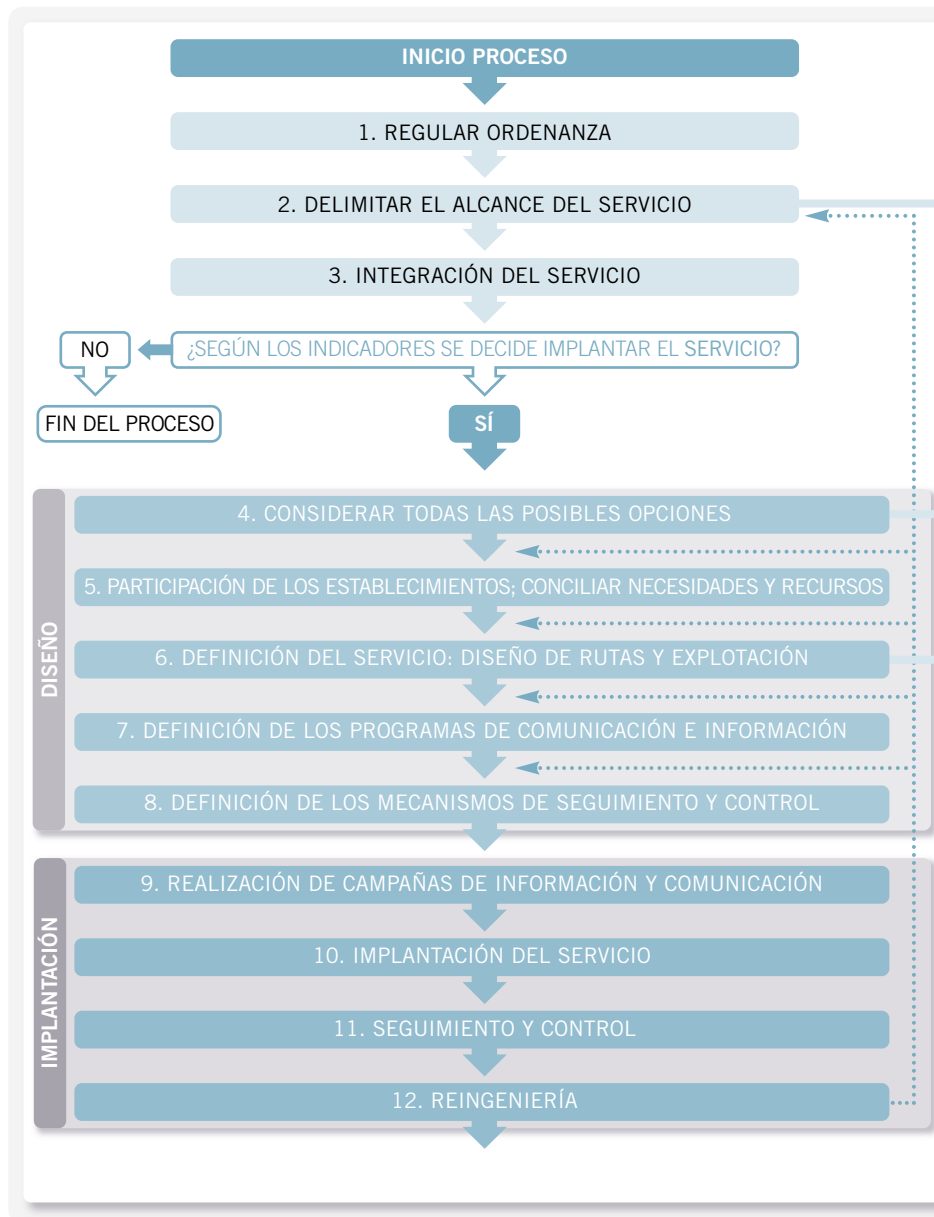 INICIO PROCESO
1. REGULAR ORDENANZA
2. DELIMITAR EL ALCANCE DEL SERVICIO
3. INTEGRACIÓN DEL SERVICIO
NO
¿SEGÚN LOS INDICADORES SE DECIDE IMPLANTAR EL SERVICIO?
FIN DEL PROCESO
SÍ
DISEÑO
4. CONSIDERAR TODAS LAS POSIBLES OPCIONES
5. PARTICIPACIÓN DE LOS ESTABLECIMIENTOS; CONCILIAR NECESIDADES Y RECURSOS
6. DEFINICIÓN DEL SERVICIO: DISEÑO DE RUTAS Y EXPLOTACIÓN
7. DEFINICIÓN DE LOS PROGRAMAS DE COMUNICACIÓN E INFORMACIÓN
8. DEFINICIÓN DE LOS MECANISMOS DE SEGUIMIENTO Y CONTROL
IMPLANTACIÓN
9. REALIZACIÓN DE CAMPAÑAS DE INFORMACIÓN Y COMUNICACIÓN
10. IMPLANTACIÓN DEL SERVICIO
11. SEGUIMIENTO Y CONTROL
12. REINGENIERÍA